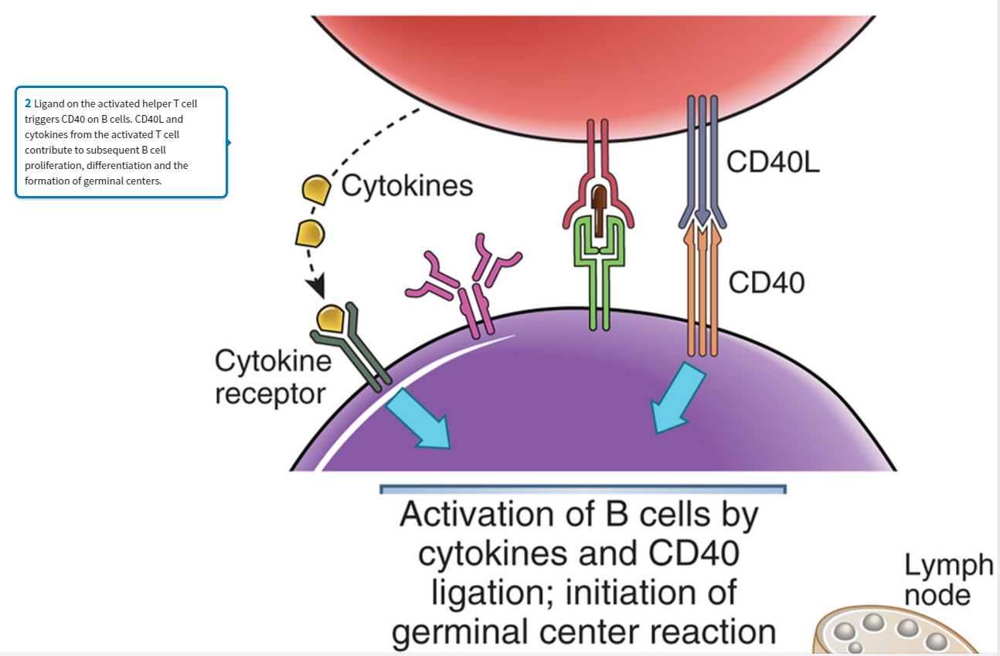 2 Ligand on the activated helper T cell
triggers CD40 on B cells. CD40L and
cytokines from the activated T cell
contribute to subsequent B cell
proliferation, differentiation and the
formation of germinal centers.
CD40L
Cytokines
CD40
Cytokine
receptor
Activation of B cells by
cytokines and CD40
ligation; initiation of
germinal center reaction
Lymph
node